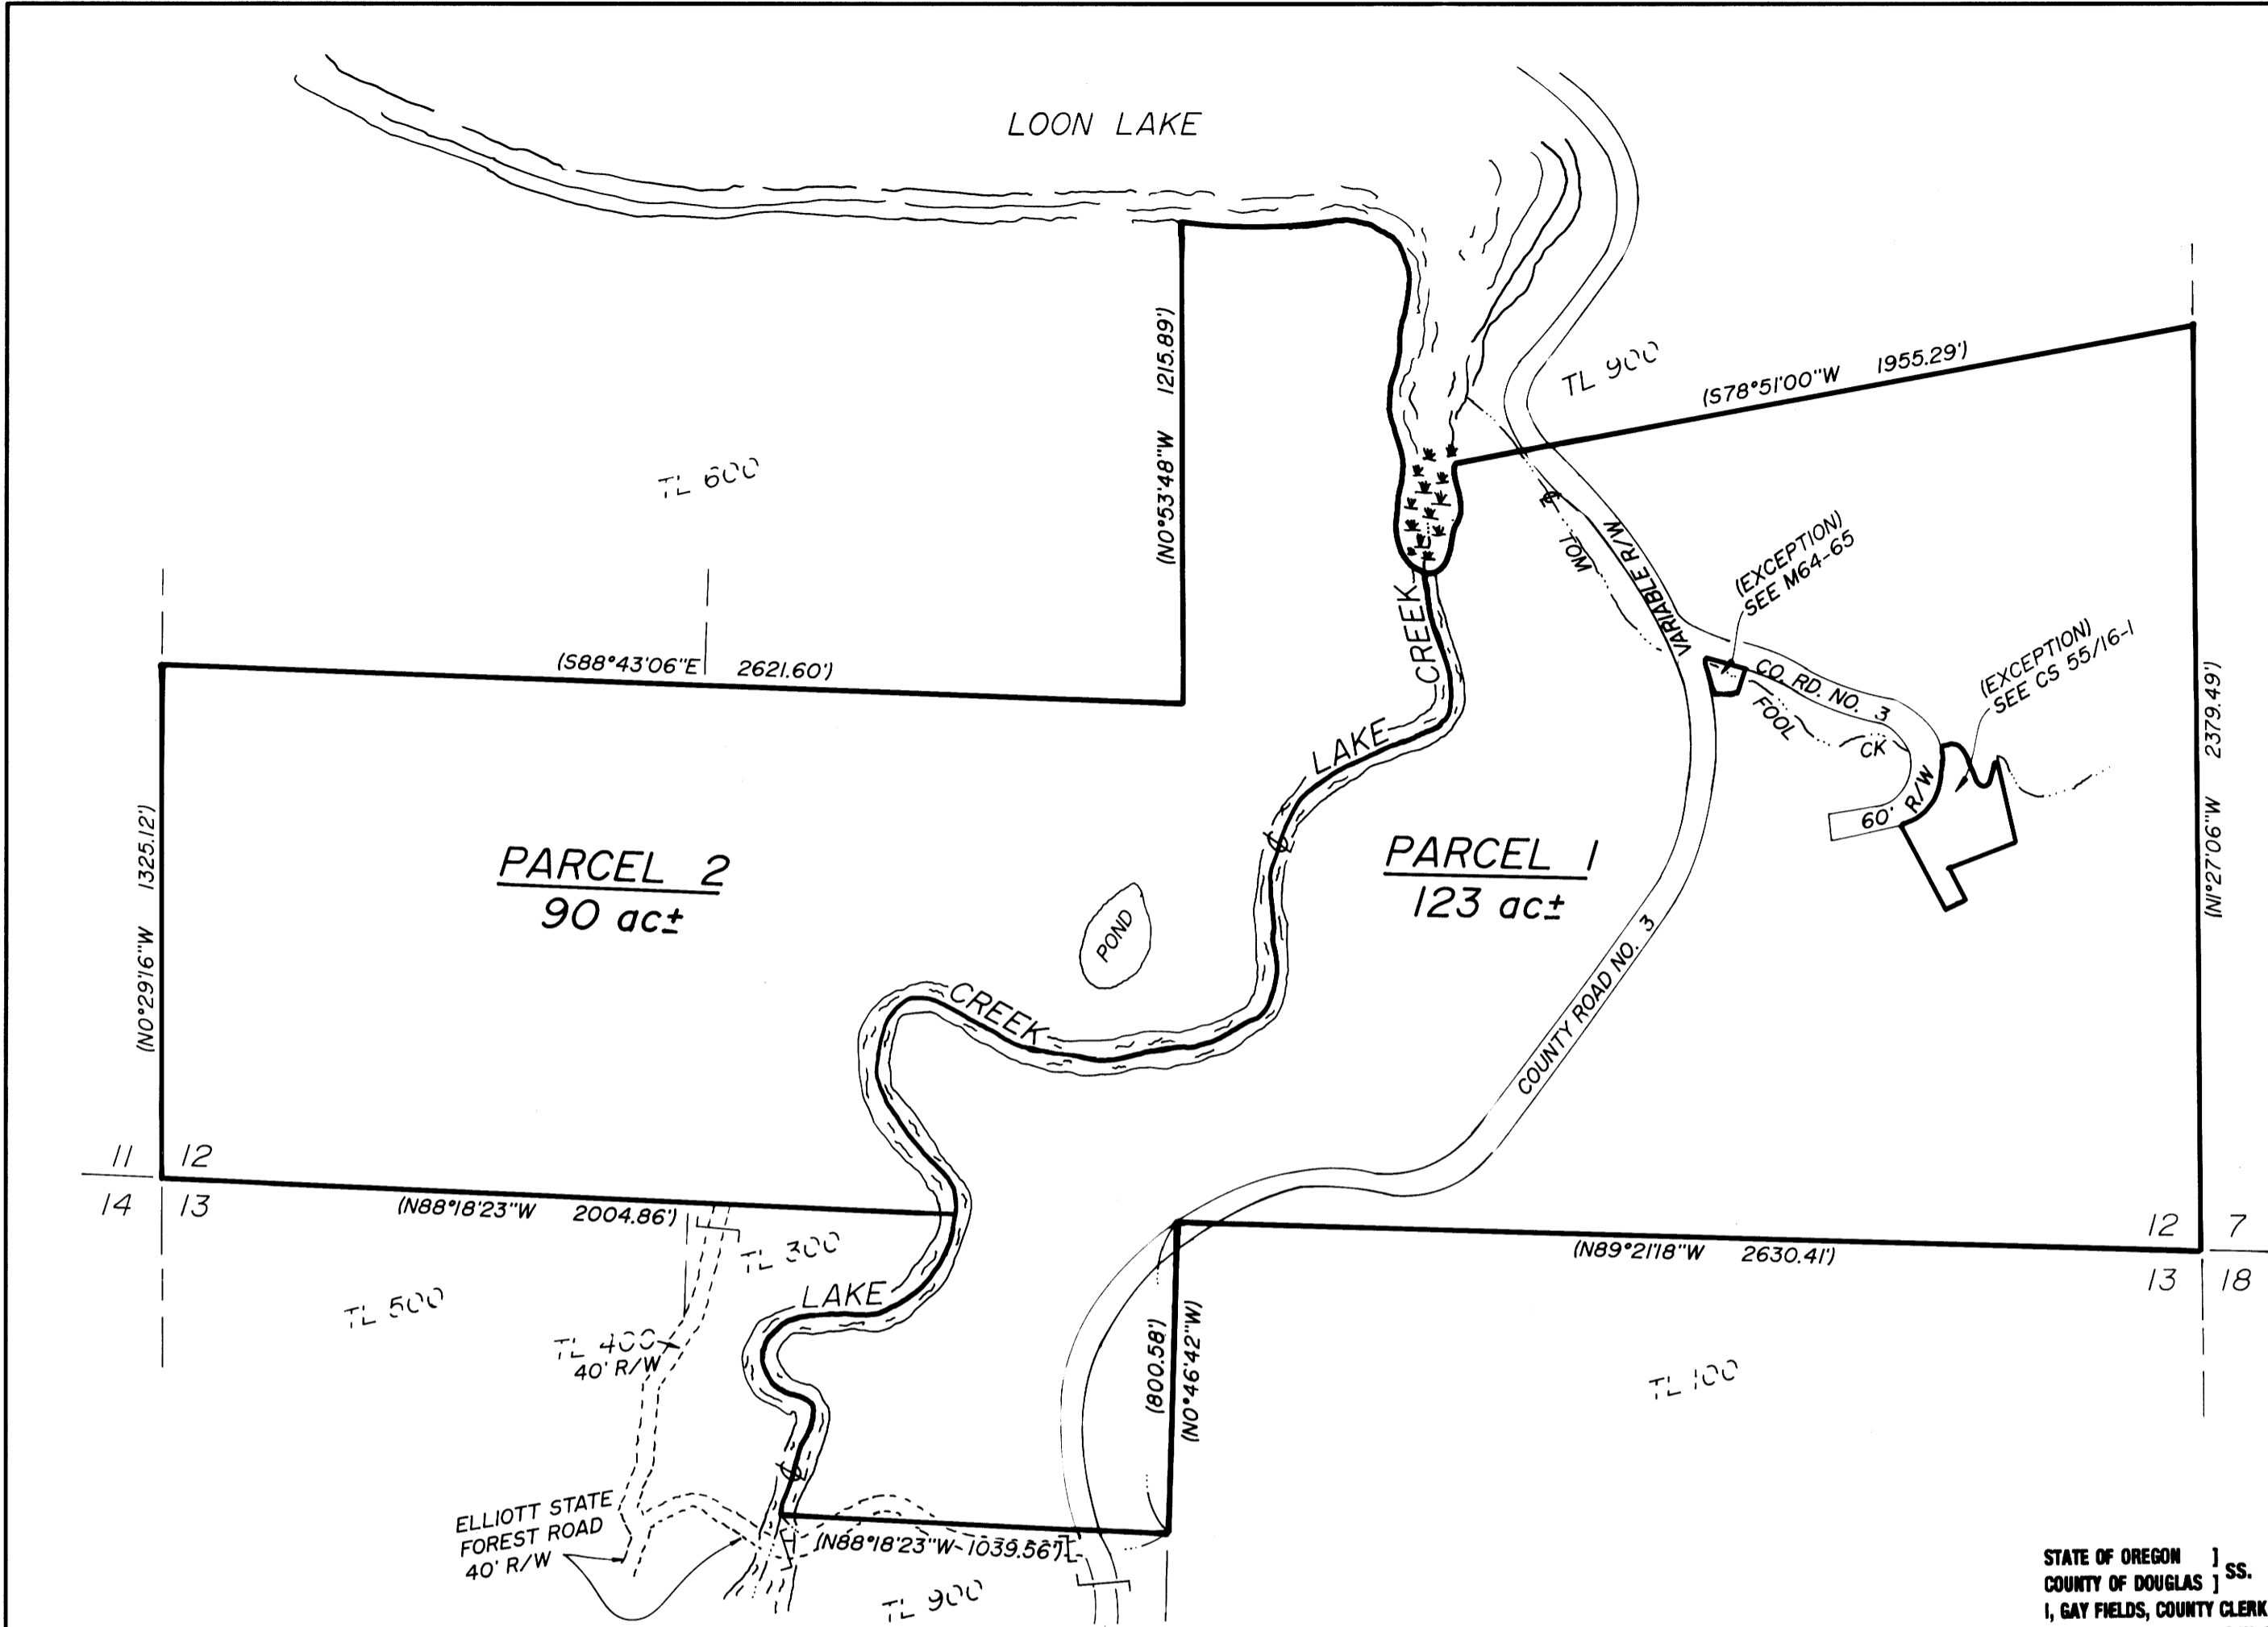 LOON LAKE
TL 900
(S78°51'00"W 1955.29')
(N0°53'48"W 1215.89')
TL 600
(EXCEPTION)
SEE M64-65
TOM
VARIABLE R/W
(EXCEPTION)
SEE CS 55/16-1
CREEK
(S88°43'06"E 2621.60')
CO. RD. NO. 3
FOOL
CK
(N1°27'06"W 2379.49')
LAKE
60' R/W
(N0°29'16"W 1325.12')
PARCEL 2
90 ac±
PARCEL 1
123 ac±
POND
COUNTY ROAD NO. 3
CREEK
11 12
14 13
(N88°18'23"W 2004.86')
12 7
13 18
(N89°21'18"W 2630.41')
TL 300
TL 500
LAKE
TL 400
40' R/W
(800.58')
(N0°46'42"W)
TL 100
ELLIOTT STATE
FOREST ROAD
40' R/W
(N88°18'23"W 1039.56')
TL 900
STATE OF OREGON ] SS.
COUNTY OF DOUGLAS ]
I, GAY FIELDS, COUNTY CLERK